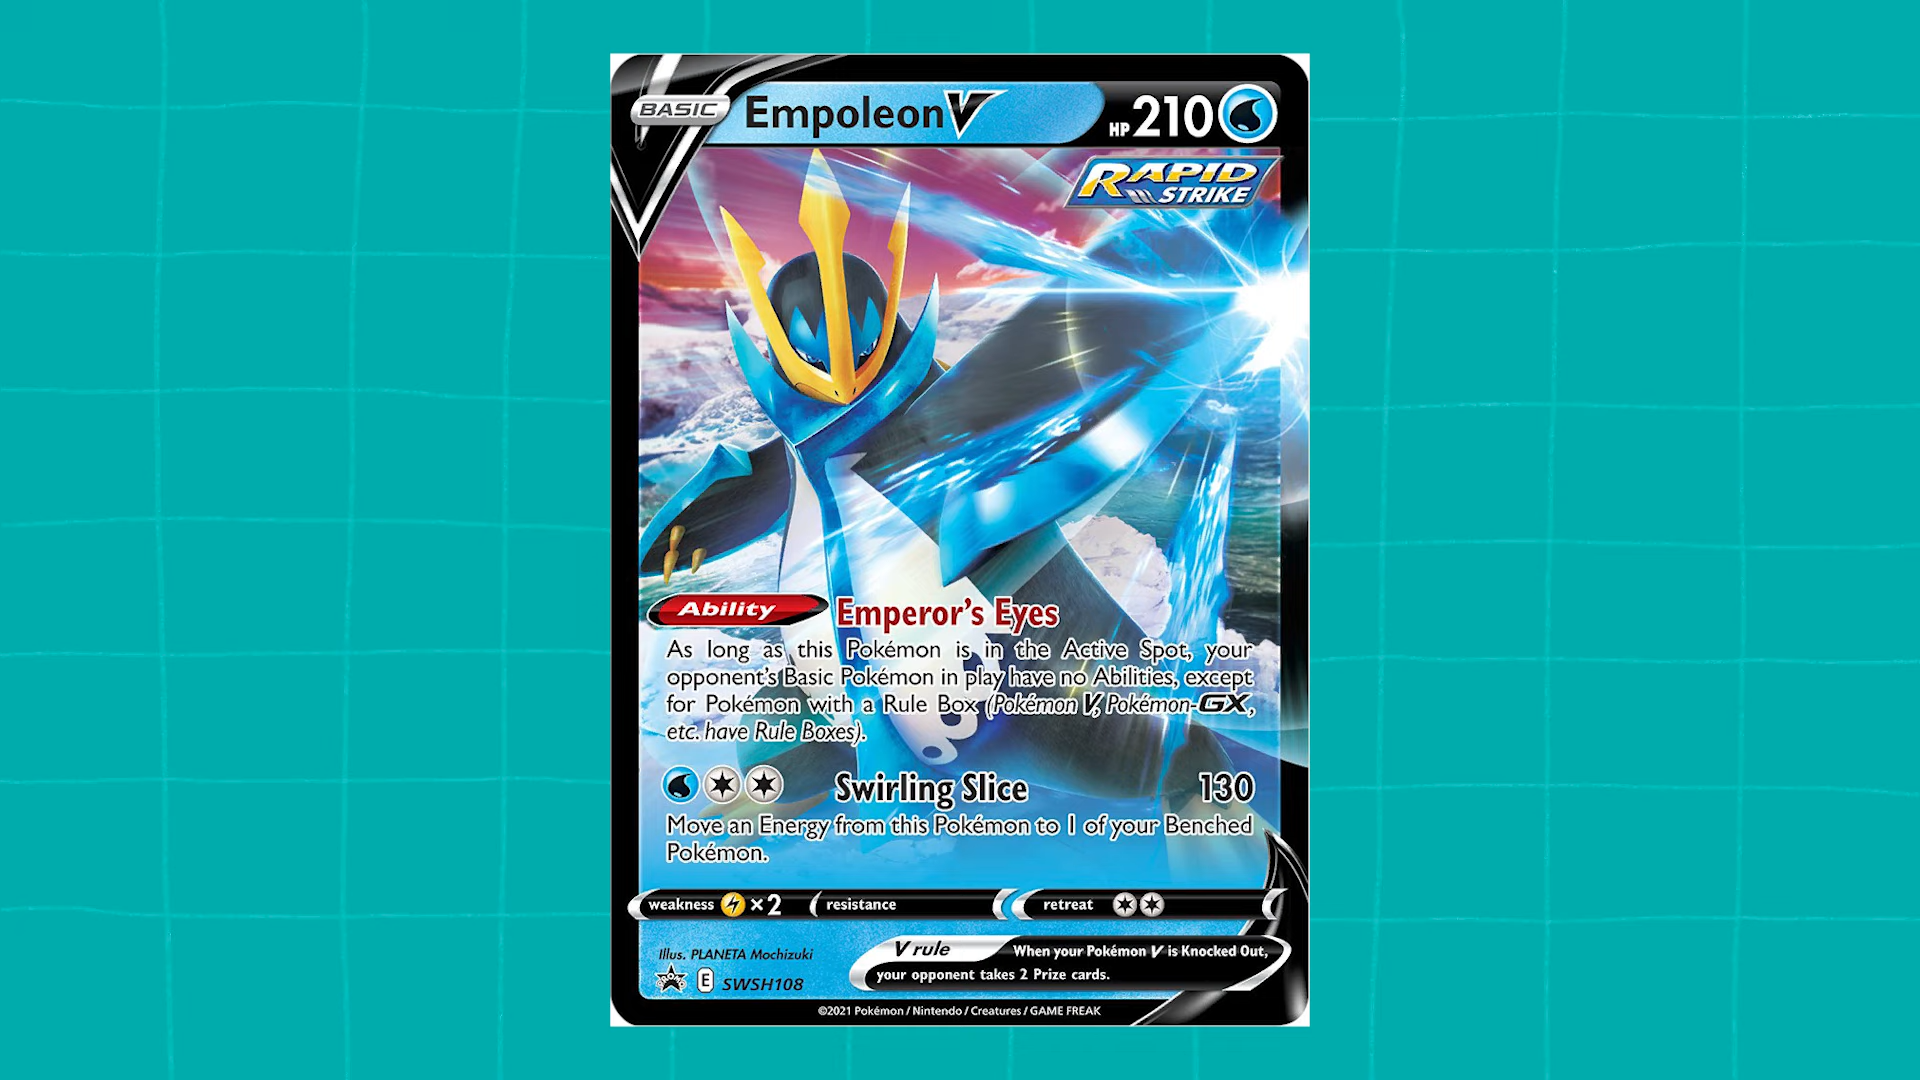 BASIC
Empoleon V
HP 210
RAPID
STRIKE
Ability Emperor's Eyes
As long as this Pokémon is in the Active Spot, your
opponent's Basic Pokémon in play have no Abilities, except
for Pokémon with a Rule Box (Pokémon V, Pokémon-GX,
etc. have Rule Boxes).
Swirling Slice 130
Move an Energy from this Pokémon to 1 of your Benched
Pokémon.
weakness ×2 resistance retreat
Illus. PLANETA Mochizuki
E SWSH108
V rule When your Pokémon V is Knocked Out,
your opponent takes 2 Prize cards.
©2021 Pokémon / Nintendo / Creatures / GAME FREAK